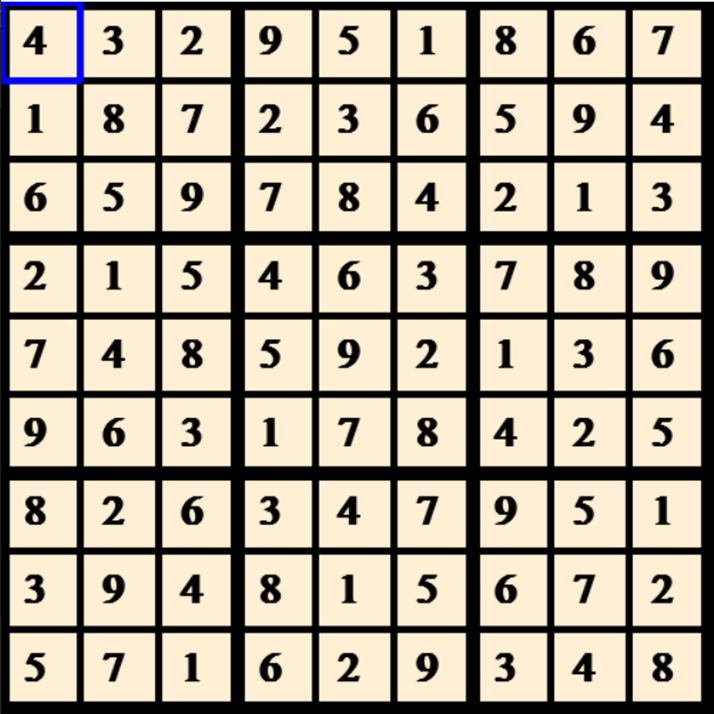 4 3 2 9 5 1 8 6 7
1 8 7 2 3 6 5 9 4
6 5 9 7 8 4 2 1 3
2 1 5 4 6 3 7 8 9
7 4 8 5 9 2 1 3 6
9 6 3 1 7 8 4 2 5
8 2 6 3 4 7 9 5 1
3 9 4 8 1 5 6 7 2
5 7 1 6 2 9 3 4 8